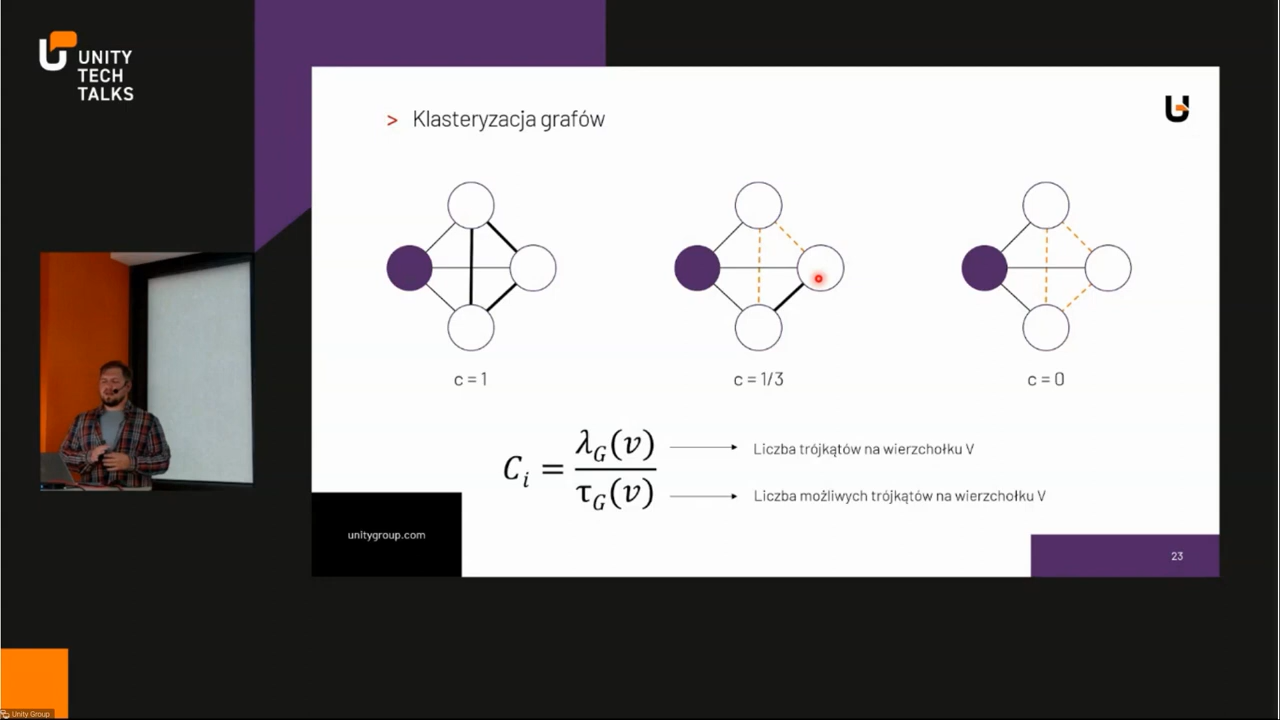 UNITY
TECH
TALKS
> Klasteryzacja grafów
c = 1
c = 1/3
c = 0
C_i = λ_G(v) / τ_G(v)
Liczba trójkątów na wierzchołku V
Liczba możliwych trójkątów na wierzchołku V
unitygroup.com
23
Unity Group